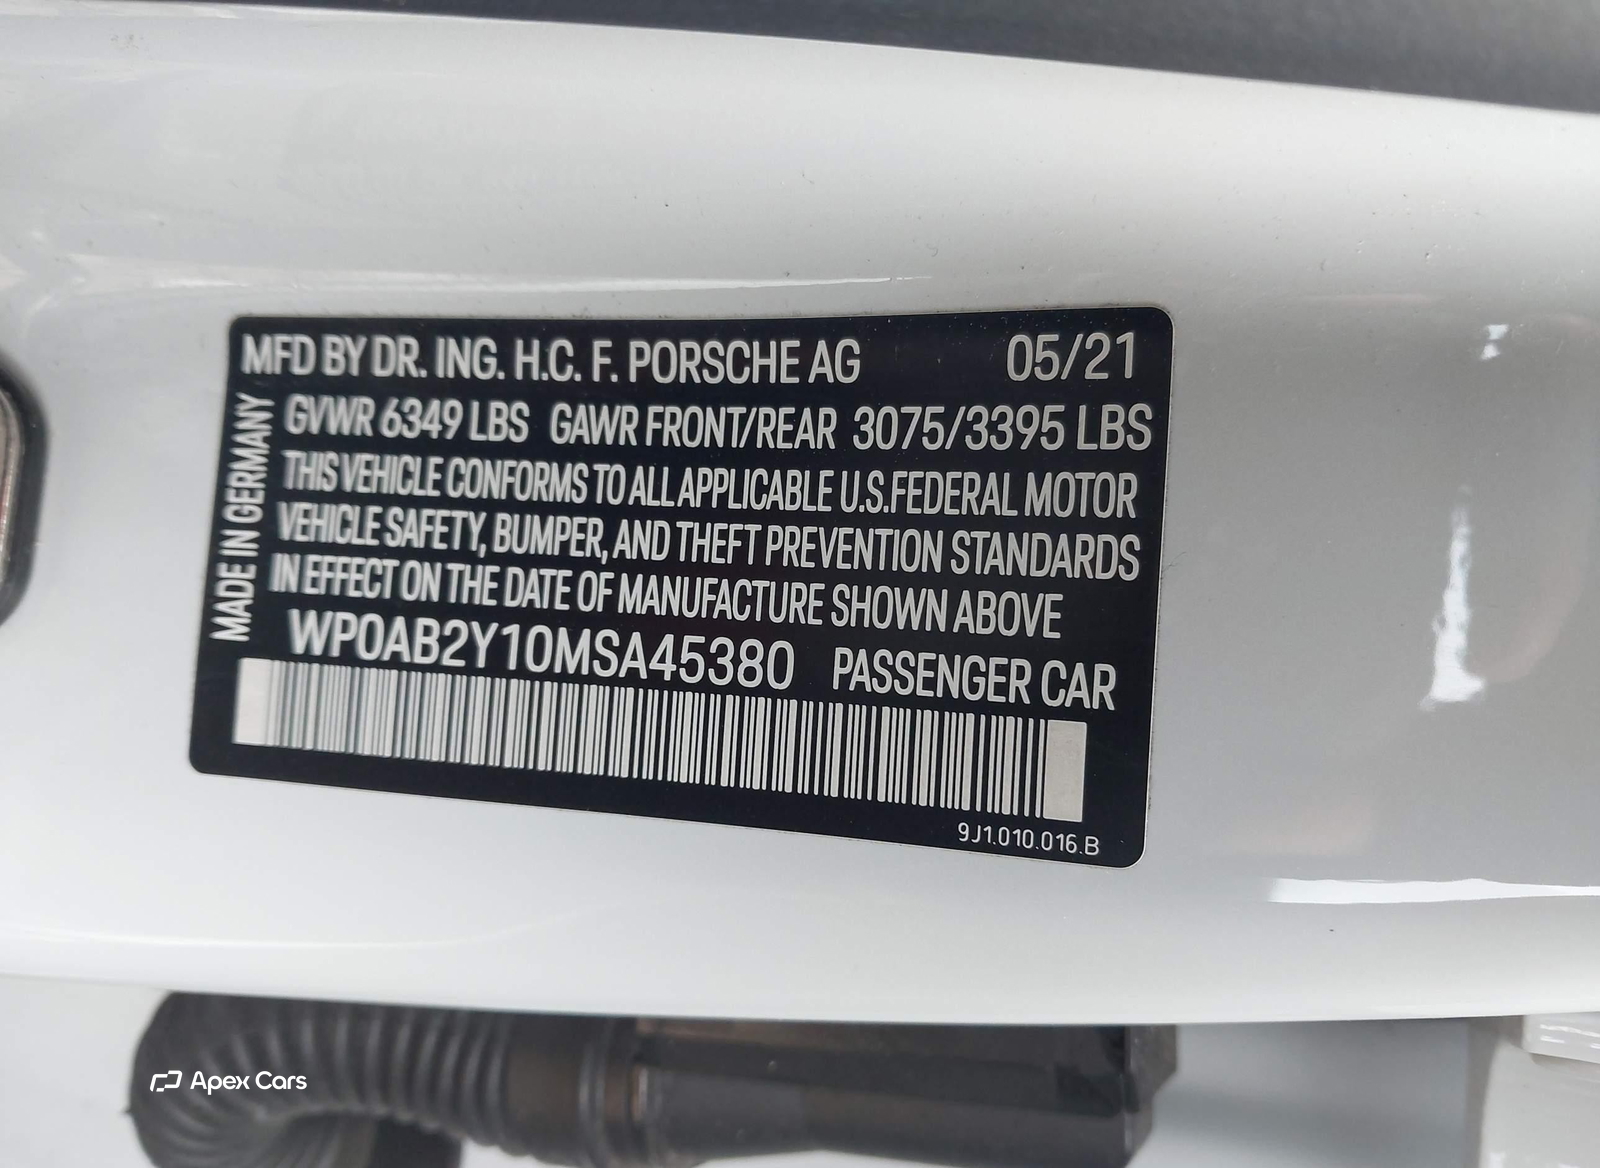 MFD BY DR. ING. H.C. F. PORSCHE AG 05/21
GVWR 6349 LBS GAWR FRONT/REAR 3075/3395 LBS
THIS VEHICLE CONFORMS TO ALL APPLICABLE U.S.FEDERAL MOTOR
VEHICLE SAFETY, BUMPER, AND THEFT PREVENTION STANDARDS
IN EFFECT ON THE DATE OF MANUFACTURE SHOWN ABOVE
WP0AB2Y10MSA45380 PASSENGER CAR
MADE IN GERMANY
9J1.010.016.B
Apex Cars